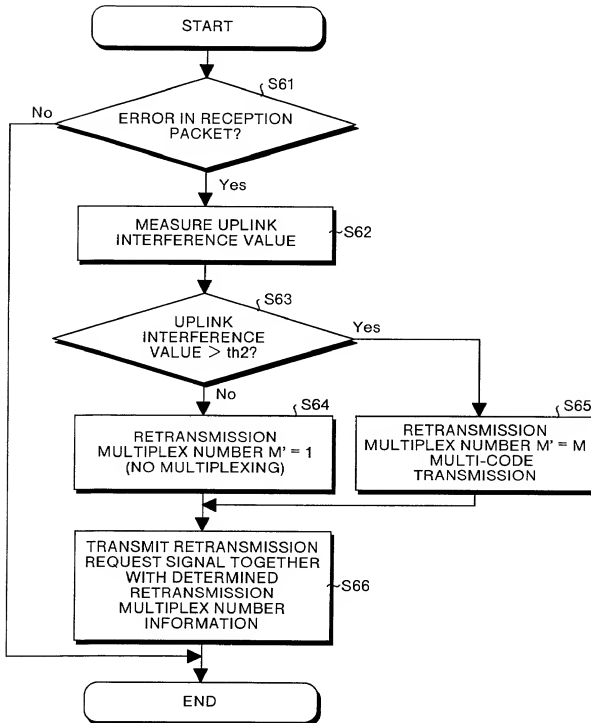 START
S61
No
ERROR IN RECEPTION
PACKET?
Yes
MEASURE UPLINK
INTERFERENCE VALUE
S62
S63
UPLINK
INTERFERENCE
VALUE > th2?
Yes
No
S64
RETRANSMISSION
MULTIPLEX NUMBER M' = 1
(NO MULTIPLEXING)
S65
RETRANSMISSION
MULTIPLEX NUMBER M' = M
MULTI-CODE
TRANSMISSION
TRANSMIT RETRANSMISSION
REQUEST SIGNAL TOGETHER
WITH DETERMINED
RETRANSMISSION
MULTIPLEX NUMBER
INFORMATION
S66
END